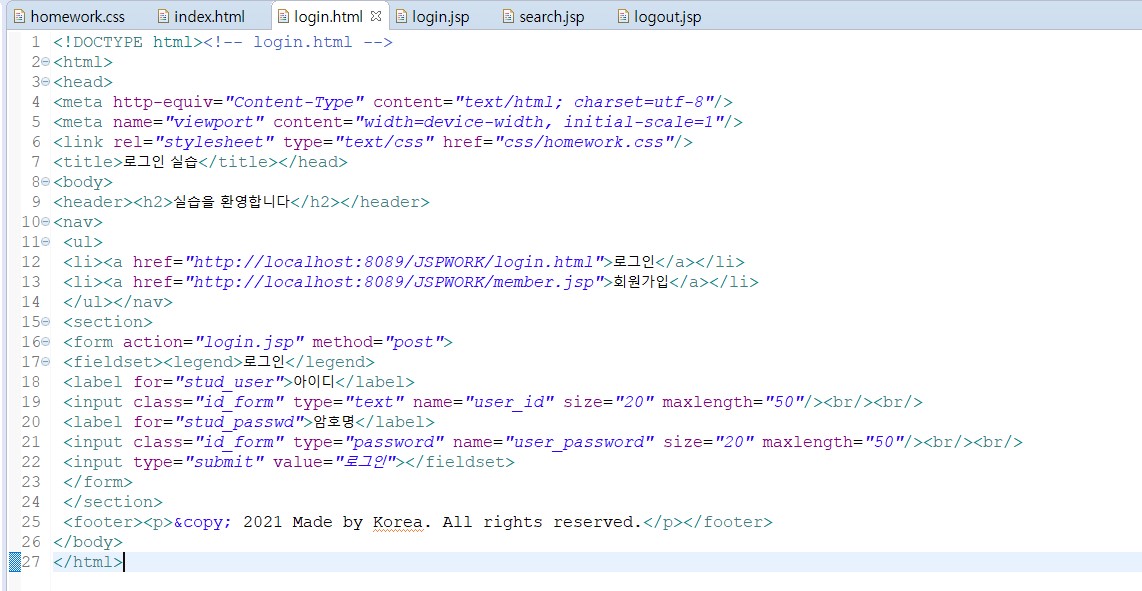 homework.css index.html login.html login.jsp search.jsp logout.jsp
1 <!DOCTYPE html><!-- login.html -->
2 <html>
3 <head>
4 <meta http-equiv="Content-Type" content="text/html; charset=utf-8"/>
5 <meta name="viewport" content="width=device-width, initial-scale=1"/>
6 <link rel="stylesheet" type="text/css" href="css/homework.css"/>
7 <title>로그인 실습</title></head>
8 <body>
9 <header><h2>실습을 환영합니다</h2></header>
10 <nav>
11 <ul>
12 <li><a href="http://localhost:8089/JSPWORK/login.html">로그인</a></li>
13 <li><a href="http://localhost:8089/JSPWORK/member.jsp">회원가입</a></li>
14 </ul></nav>
15 <section>
16 <form action="login.jsp" method="post">
17 <fieldset><legend>로그인</legend>
18 <label for="stud_user">아이디</label>
19 <input class="id_form" type="text" name="user_id" size="20" maxlength="50"/><br/><br/>
20 <label for="stud_passwd">암호명</label>
21 <input class="id_form" type="password" name="user_password" size="20" maxlength="50"/><br/><br/>
22 <input type="submit" value="로그인"></fieldset>
23 </form>
24 </section>
25 <footer><p>&copy; 2021 Made by Korea. All rights reserved.</p></footer>
26 </body>
27 </html>